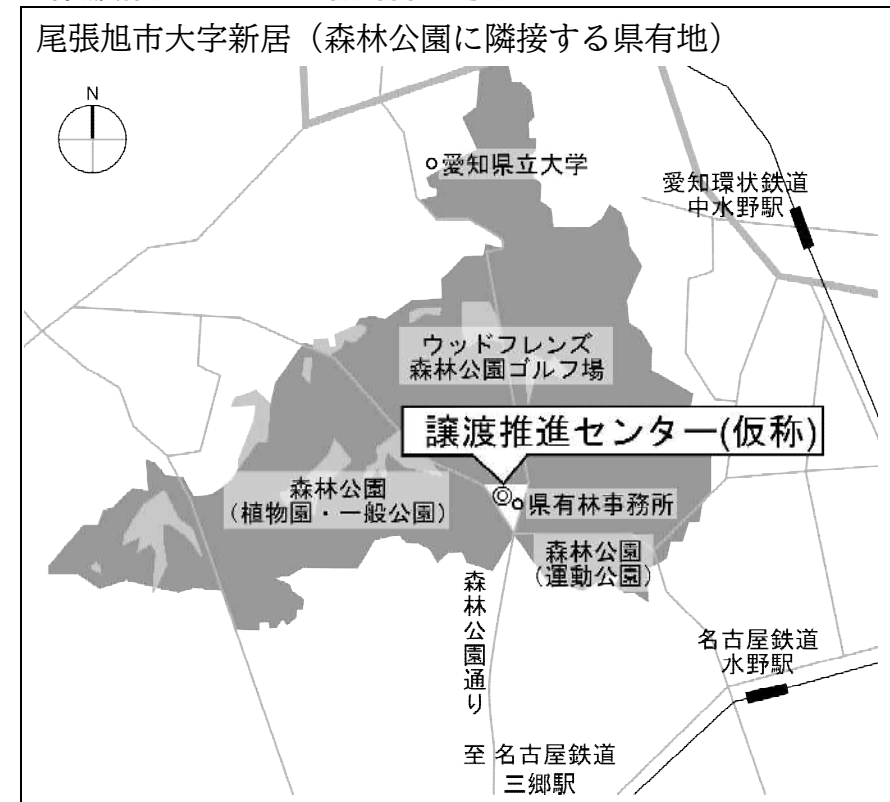 尾張旭市大字新居（森林公園に隣接する県有地）
N
愛知県立大学
愛知環状鉄道
中水野駅
ウッドフレンズ
森林公園ゴルフ場
譲渡推進センター(仮称)
森林公園
（植物園・一般公園）
県有林事務所
森林公園
（運動公園）
森林公園通り
名古屋鉄道
水野駅
至 名古屋鉄道
三郷駅